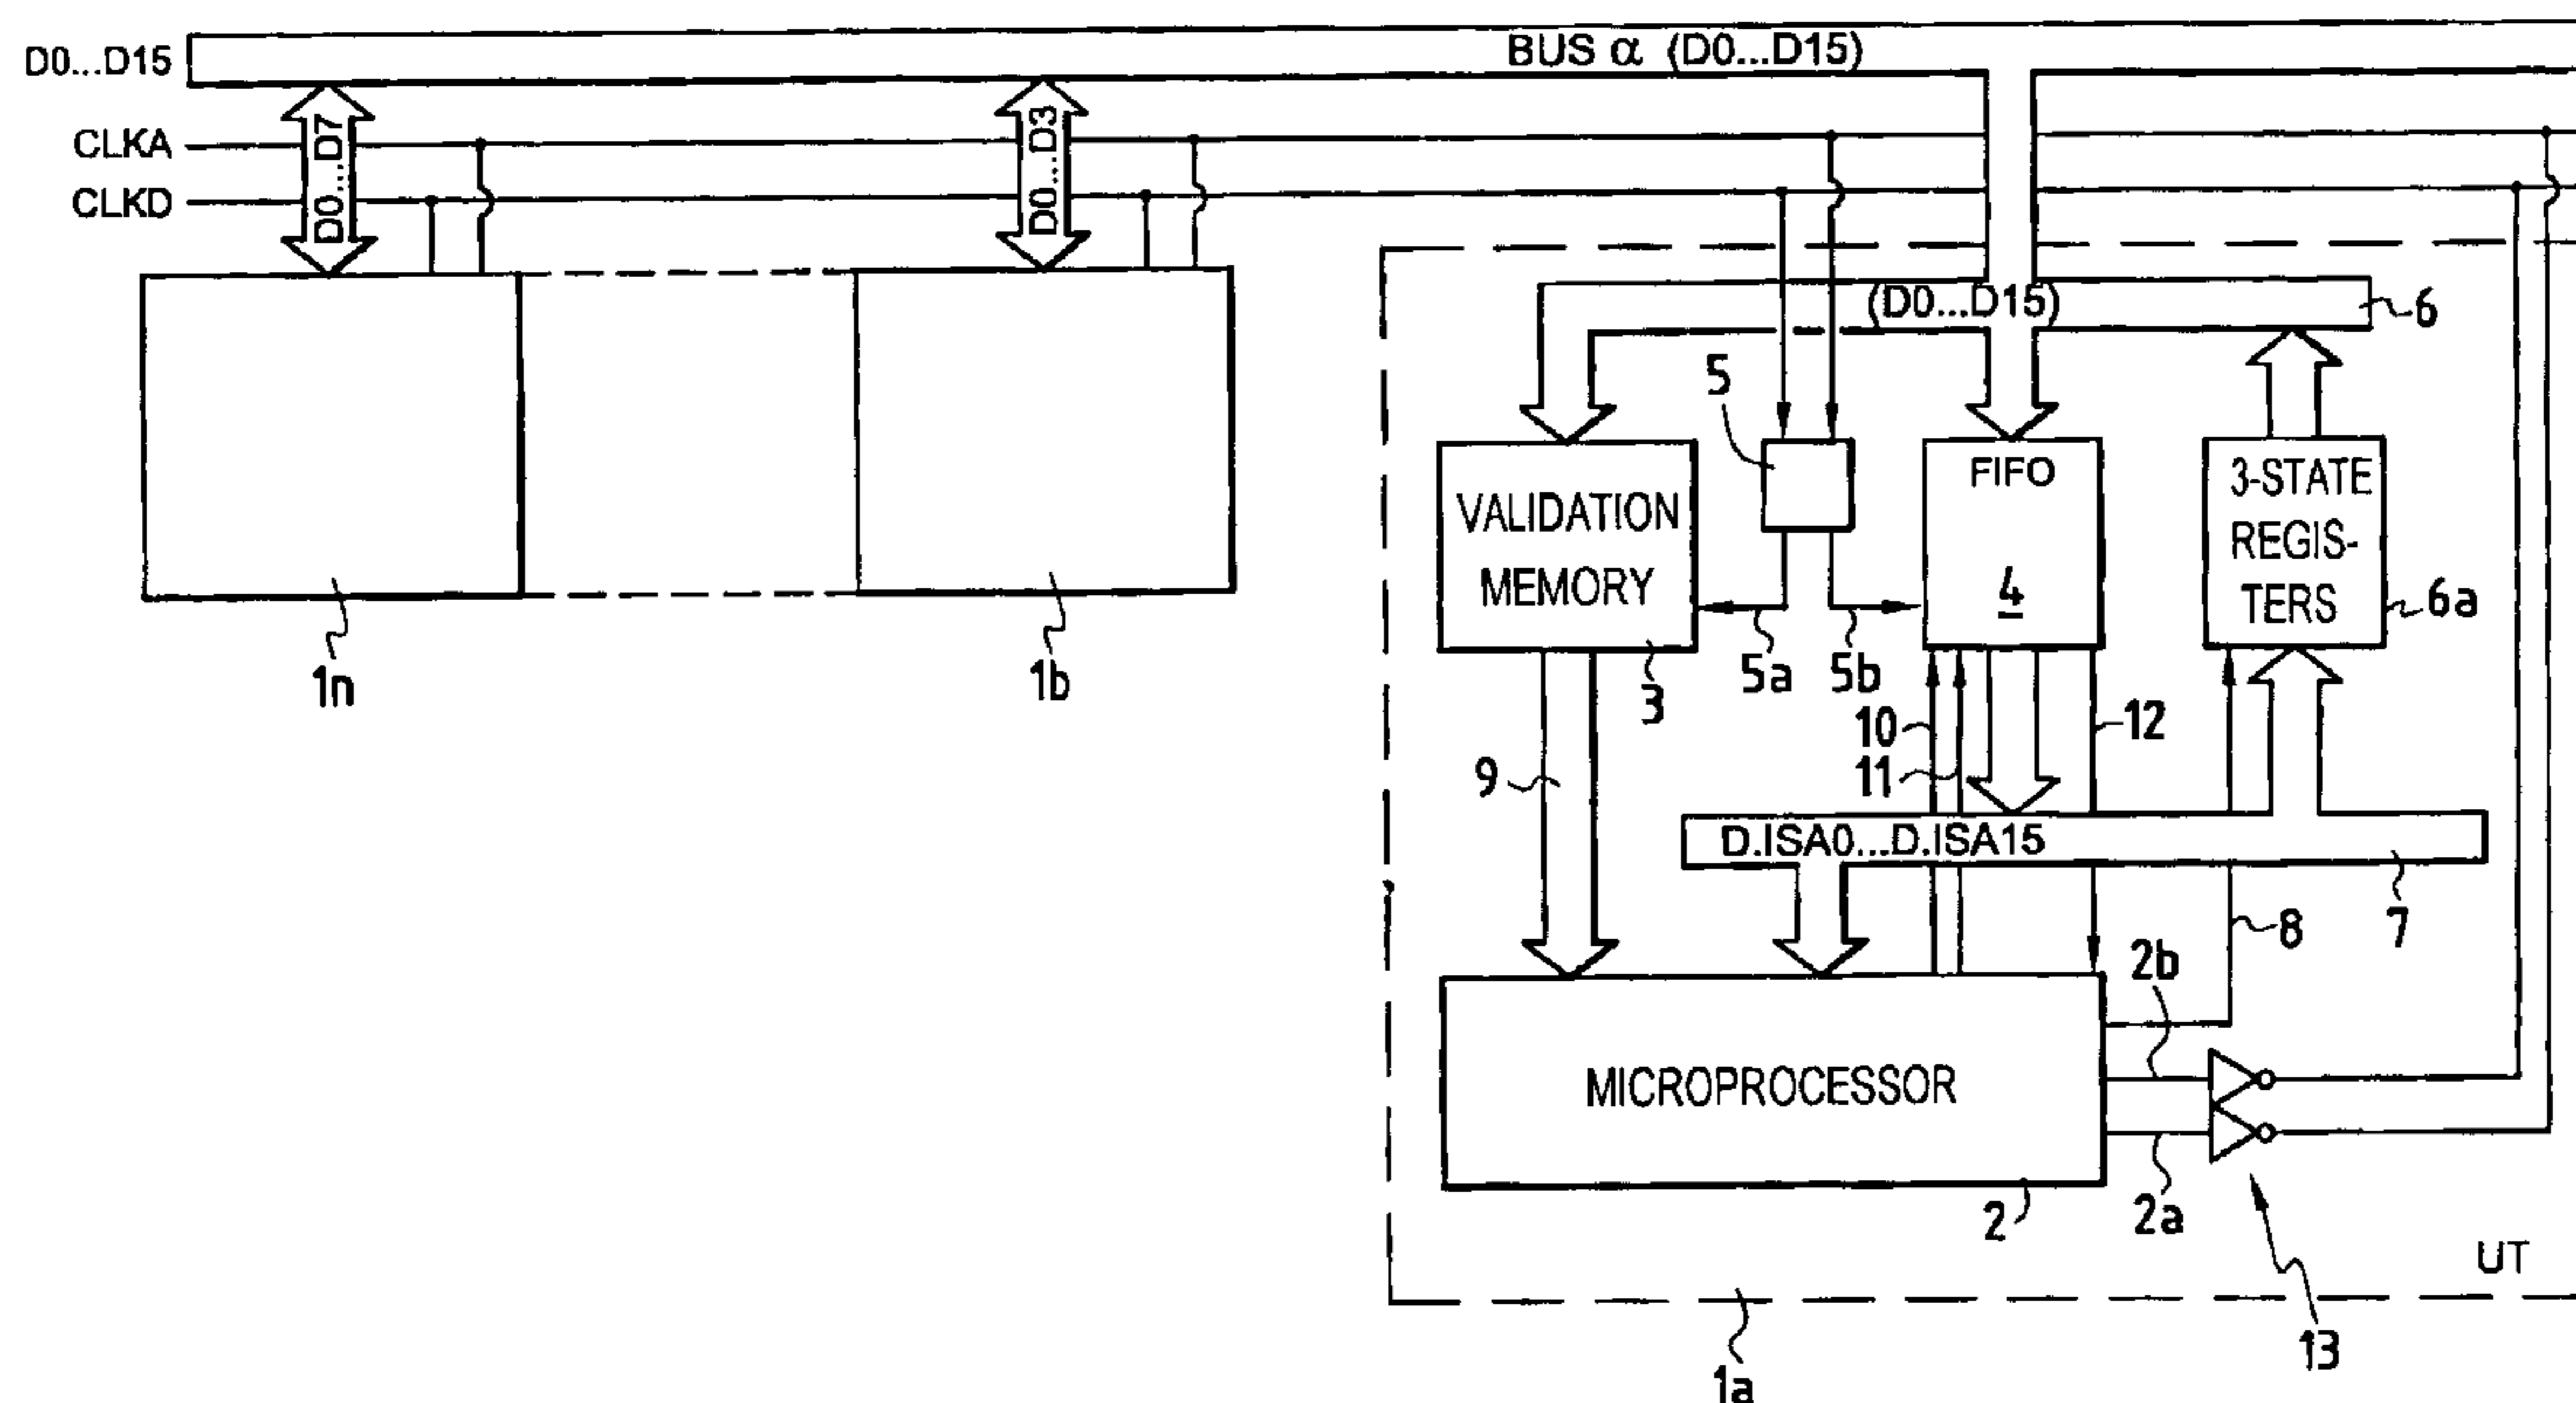 BUS α (D0...D15)
D0...D15
CLKA
CLKD
D0...D7
D0...D3
(D0...D15)
6
5
VALIDATION
MEMORY
FIFO
4
3-STATE
REGIS-
TERS
6a
1n
1b
3
5a
5b
10
11
12
9
D.ISA0...D.ISA15
7
8
2b
MICROPROCESSOR
2
2a
UT
13
1a